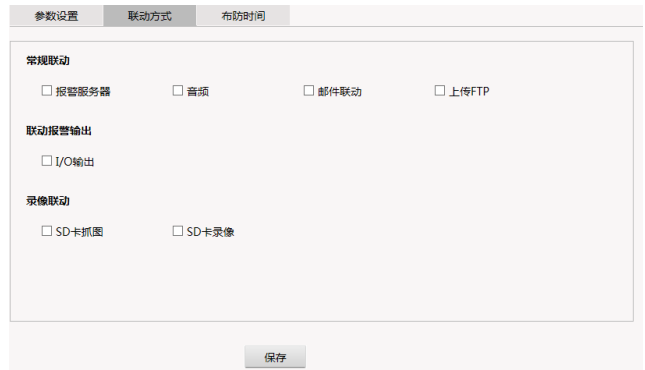 参数设置 联动方式 布防时间
常规联动
报警服务器 音频 邮件联动 上传FTP
联动报警输出
I/O输出
录像联动
SD卡抓图 SD卡录像
保存